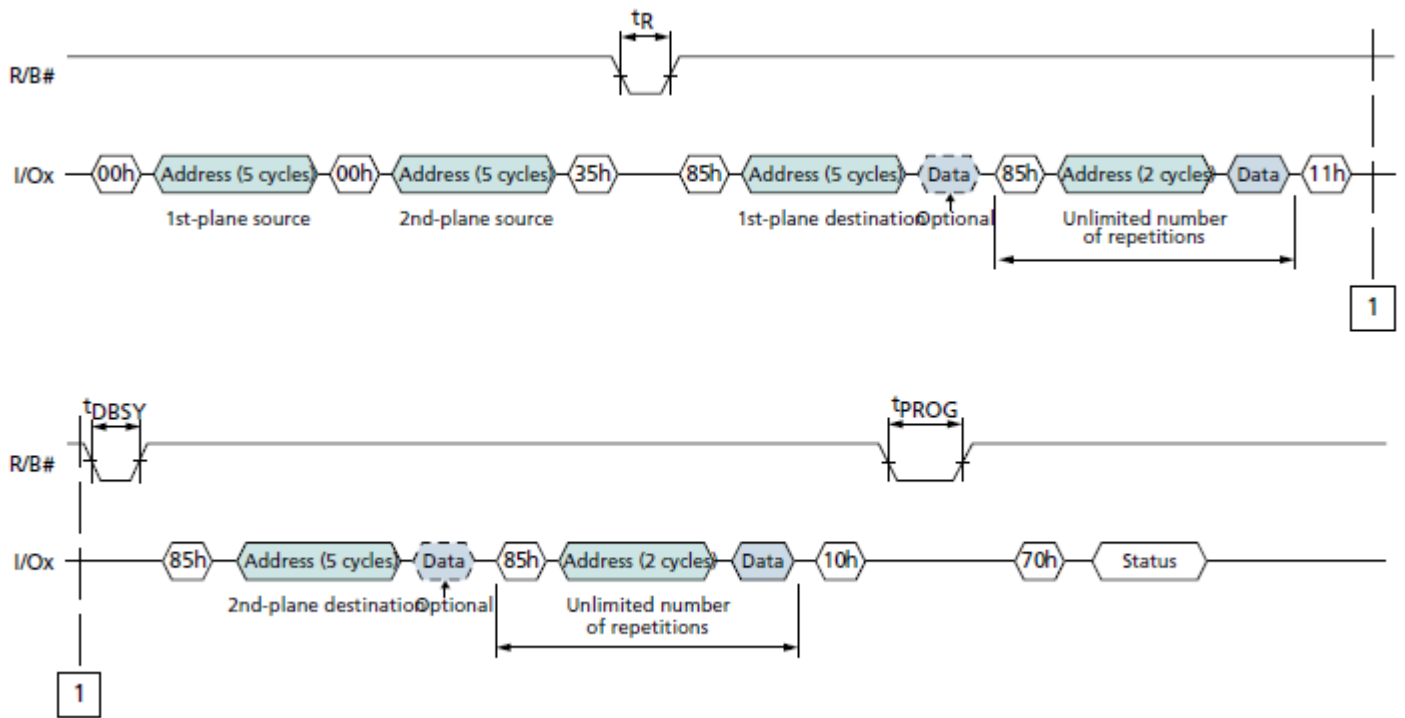 tR
R/B#
I/Ox 00h Address (5 cycles) 00h Address (5 cycles) 35h 85h Address (5 cycles) Data 85h Address (2 cycles) Data 11h
1st-plane source 2nd-plane source 1st-plane destination Optional Unlimited number
of repetitions
1
tDBSY tPROG
R/B#
I/Ox 85h Address (5 cycles) Data 85h Address (2 cycles) Data 10h 70h Status
2nd-plane destination Optional Unlimited number
of repetitions
1